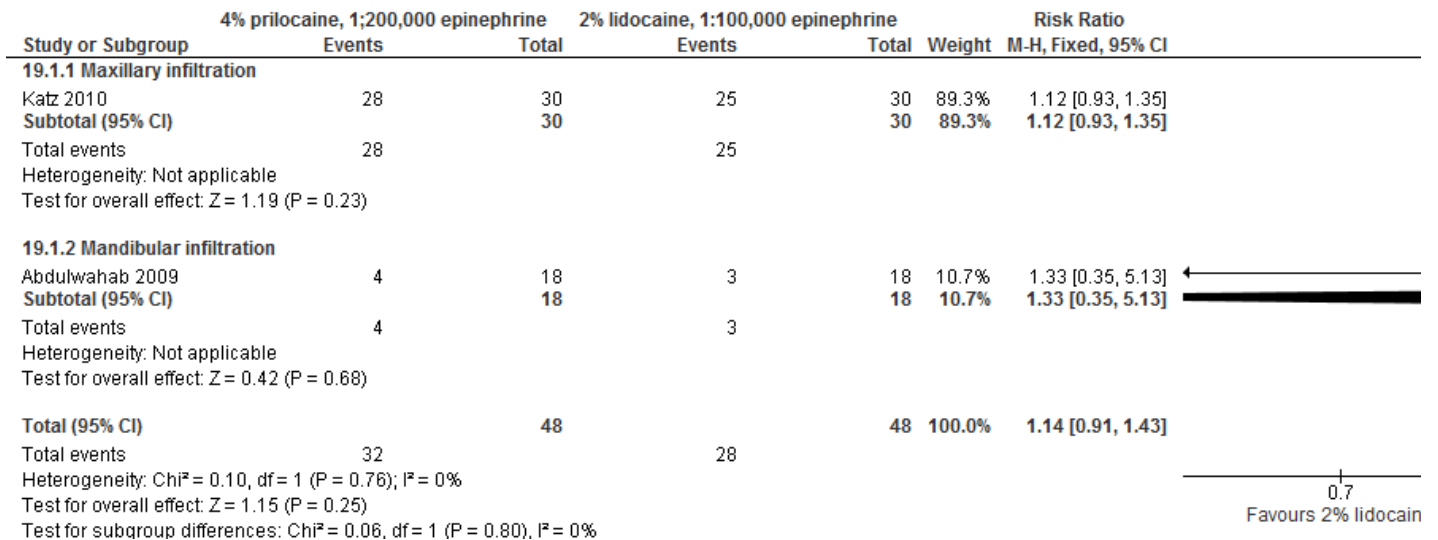 4% prilocaine, 1;200,000 epinephrine 2% lidocaine, 1:100,000 epinephrine Risk Ratio
Study or Subgroup Events Total Events Total Weight M-H, Fixed, 95% CI
19.1.1 Maxillary infiltration
Katz 2010 28 30 25 30 89.3% 1.12 [0.93, 1.35]
Subtotal (95% CI) 30 30 89.3% 1.12 [0.93, 1.35]
Total events 28 25
Heterogeneity: Not applicable
Test for overall effect: Z = 1.19 (P = 0.23)
19.1.2 Mandibular infiltration
Abdulwahab 2009 4 18 3 18 10.7% 1.33 [0.35, 5.13]
Subtotal (95% CI) 18 18 10.7% 1.33 [0.35, 5.13]
Total events 4 3
Heterogeneity: Not applicable
Test for overall effect: Z = 0.42 (P = 0.68)
Total (95% CI) 48 48 100.0% 1.14 [0.91, 1.43]
Total events 32 28
Heterogeneity: Chi² = 0.10, df = 1 (P = 0.76); I² = 0%
Test for overall effect: Z = 1.15 (P = 0.25)
Test for subgroup differences: Chi² = 0.06, df = 1 (P = 0.80), I² = 0%
0.7
Favours 2% lidocain